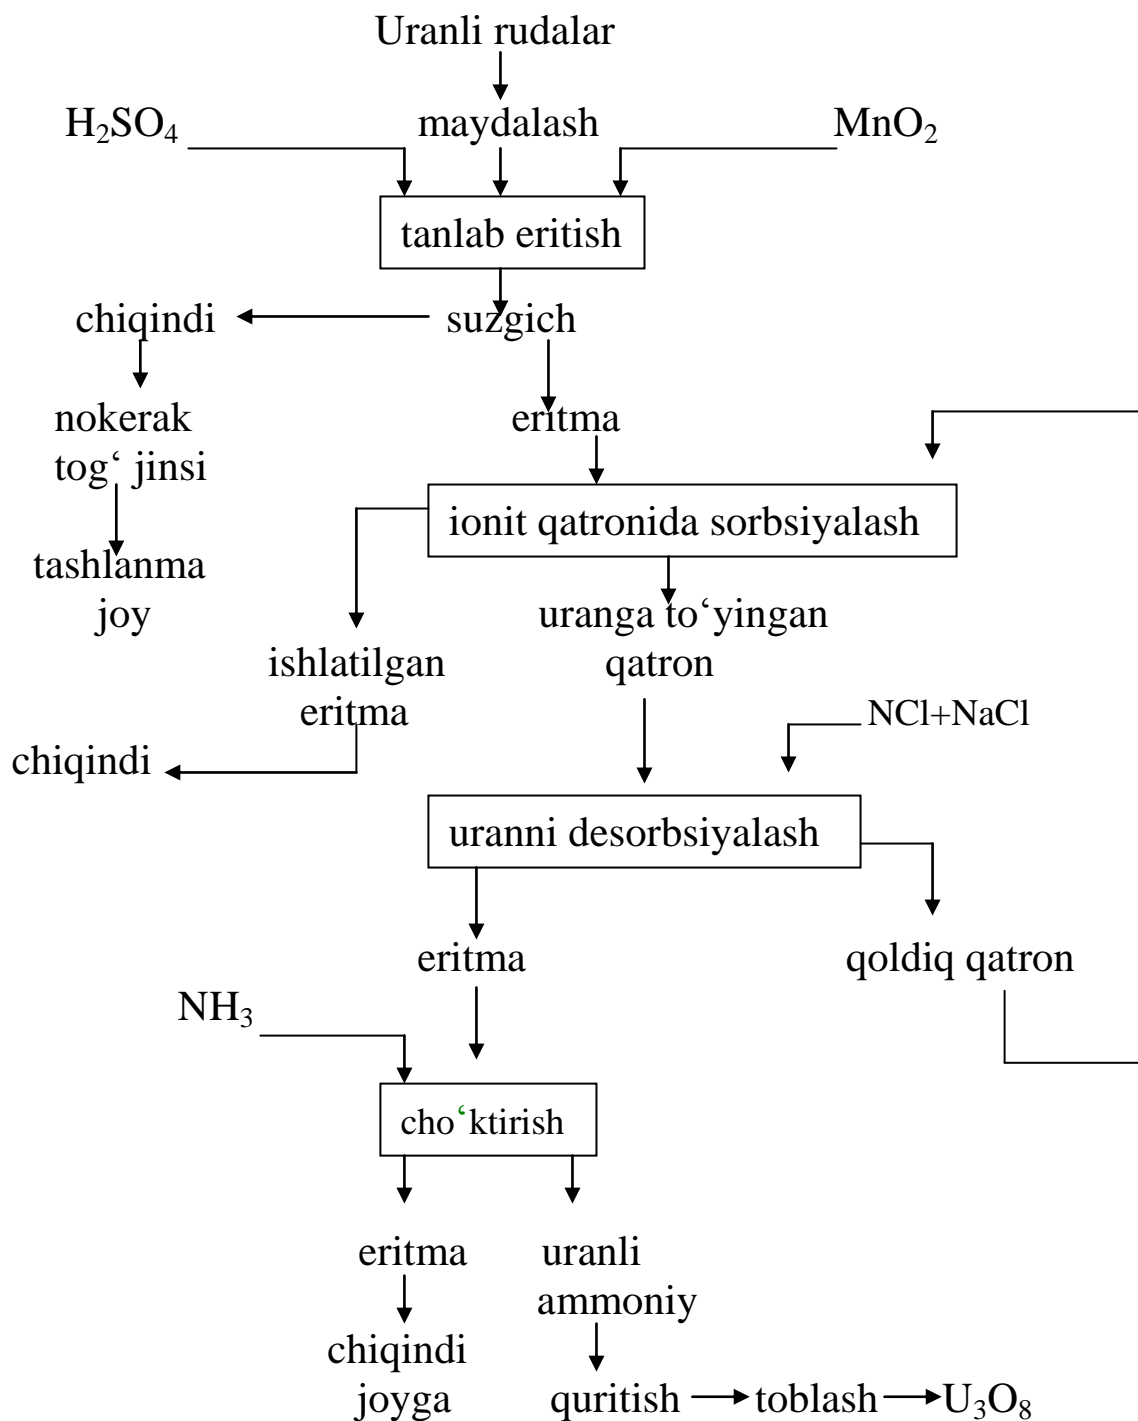 Uranli rudalar
H₂SO₄
maydalash
MnO₂
tanlab eritish
chiqindi
suzgich
nokerak
tog‘ jinsi
eritma
ionit qatronida sorbsiyalash
tashlanma
joy
uranga to‘yingan
qatron
ishlatilgan
eritma
NCl+NaCl
chiqindi
uranni desorbsiyalash
eritma
qoldiq qatron
NH₃
cho‘ktirish
eritma
uranli
ammoniy
chiqindi
joyga
quritish
toblash
U₃O₈